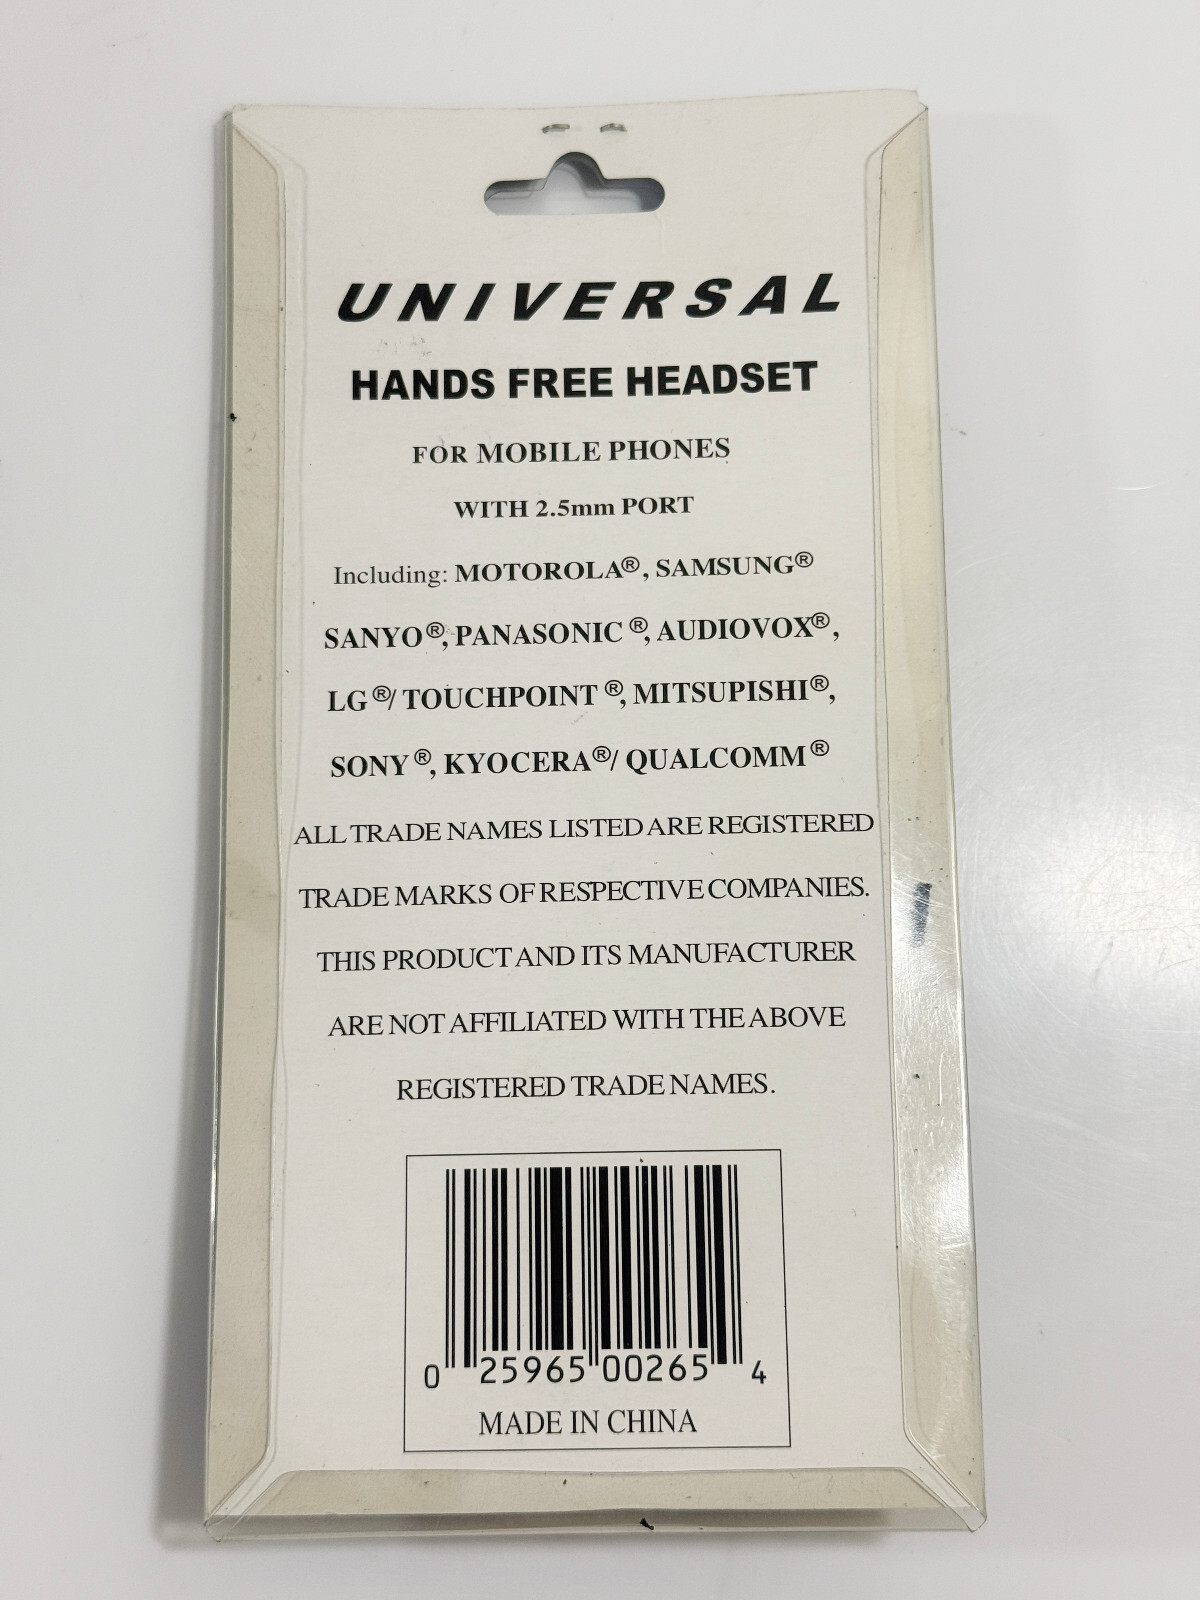 UNIVERSAL
HANDS FREE HEADSET
FOR MOBILE PHONES
WITH 2.5mm PORT
Including: MOTOROLA®, SAMSUNG®
SANYO®, PANASONIC ®, AUDIOVOX®,
LG ®/ TOUCHPOINT ®, MITSUPISHI®,
SONY ®, KYOCERA®/ QUALCOMM ®
ALL TRADE NAMES LISTED ARE REGISTERED
TRADE MARKS OF RESPECTIVE COMPANIES.
THIS PRODUCT AND ITS MANUFACTURER
ARE NOT AFFILIATED WITH THE ABOVE
REGISTERED TRADE NAMES.
0 25965 00265 4
MADE IN CHINA